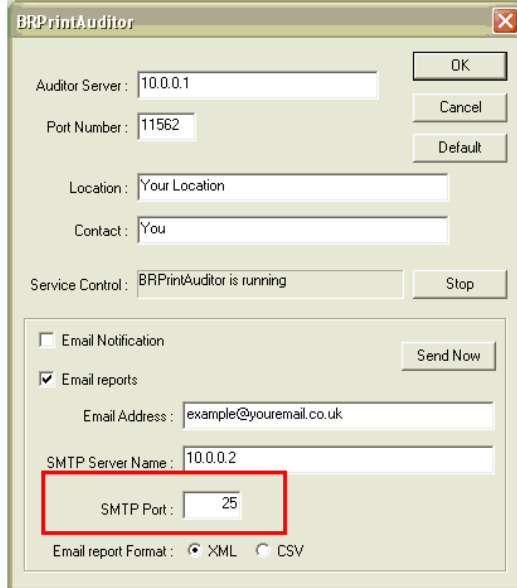 BRPrintAuditor
OK
Auditor Server : 10.0.0.1
Cancel
Port Number : 11562
Default
Location : Your Location
Contact : You
Service Control : BRPrintAuditor is running Stop
Email Notification
Send Now
Email reports
Email Address : example@youremail.co.uk
SMTP Server Name : 10.0.0.2
SMTP Port : 25
Email report Format : XML CSV